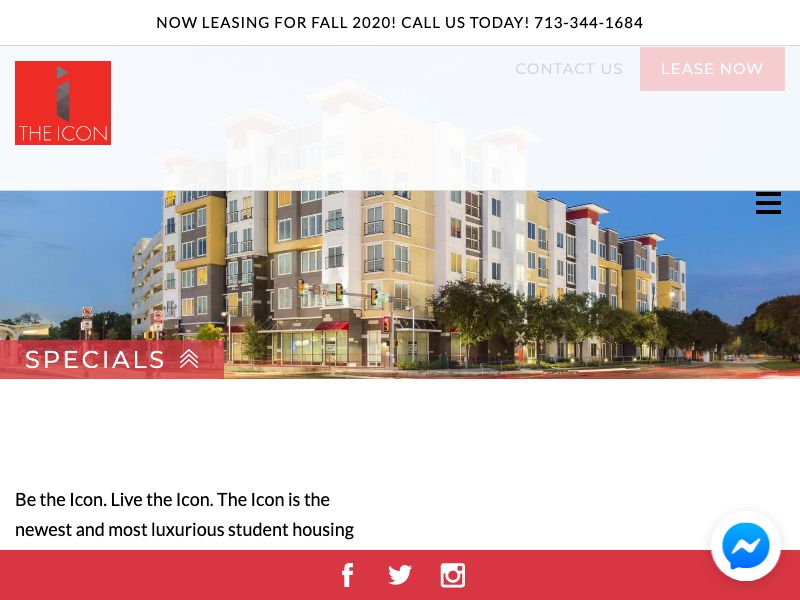 NOW LEASING FOR FALL 2020! CALL US TODAY! 713-344-1684
CONTACT US
LEASE NOW
THE ICON
SPECIALS
Be the Icon. Live the Icon. The Icon is the
newest and most luxurious student housing